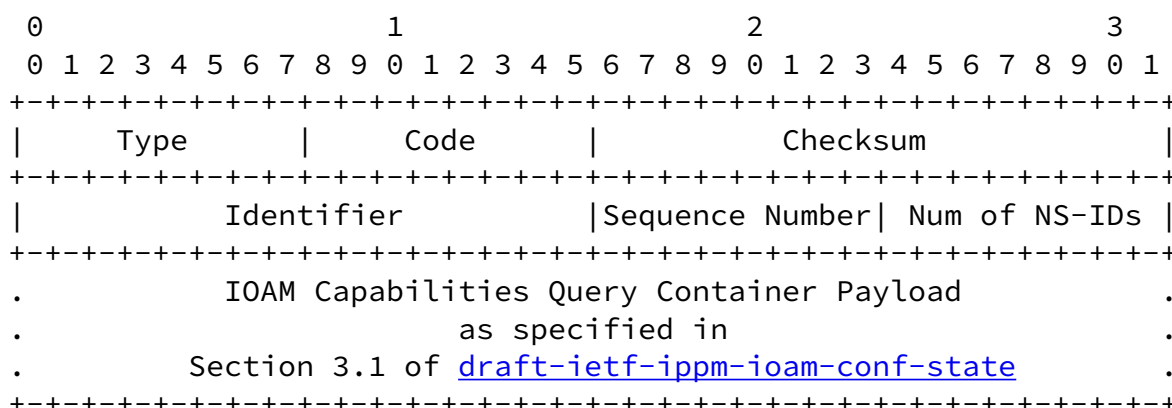 0                   1                   2                   3
 0 1 2 3 4 5 6 7 8 9 0 1 2 3 4 5 6 7 8 9 0 1 2 3 4 5 6 7 8 9 0 1
+-+-+-+-+-+-+-+-+-+-+-+-+-+-+-+-+-+-+-+-+-+-+-+-+-+-+-+-+-+-+-+-+
|     Type      |     Code      |          Checksum             |
+-+-+-+-+-+-+-+-+-+-+-+-+-+-+-+-+-+-+-+-+-+-+-+-+-+-+-+-+-+-+-+-+
|           Identifier          |Sequence Number| Num of NS-IDs |
+-+-+-+-+-+-+-+-+-+-+-+-+-+-+-+-+-+-+-+-+-+-+-+-+-+-+-+-+-+-+-+-+
.           IOAM Capabilities Query Container Payload           .
.                        as specified in                        .
.         Section 3.1 of draft-ietf-ippm-ioam-conf-state        .
+-+-+-+-+-+-+-+-+-+-+-+-+-+-+-+-+-+-+-+-+-+-+-+-+-+-+-+-+-+-+-+-+